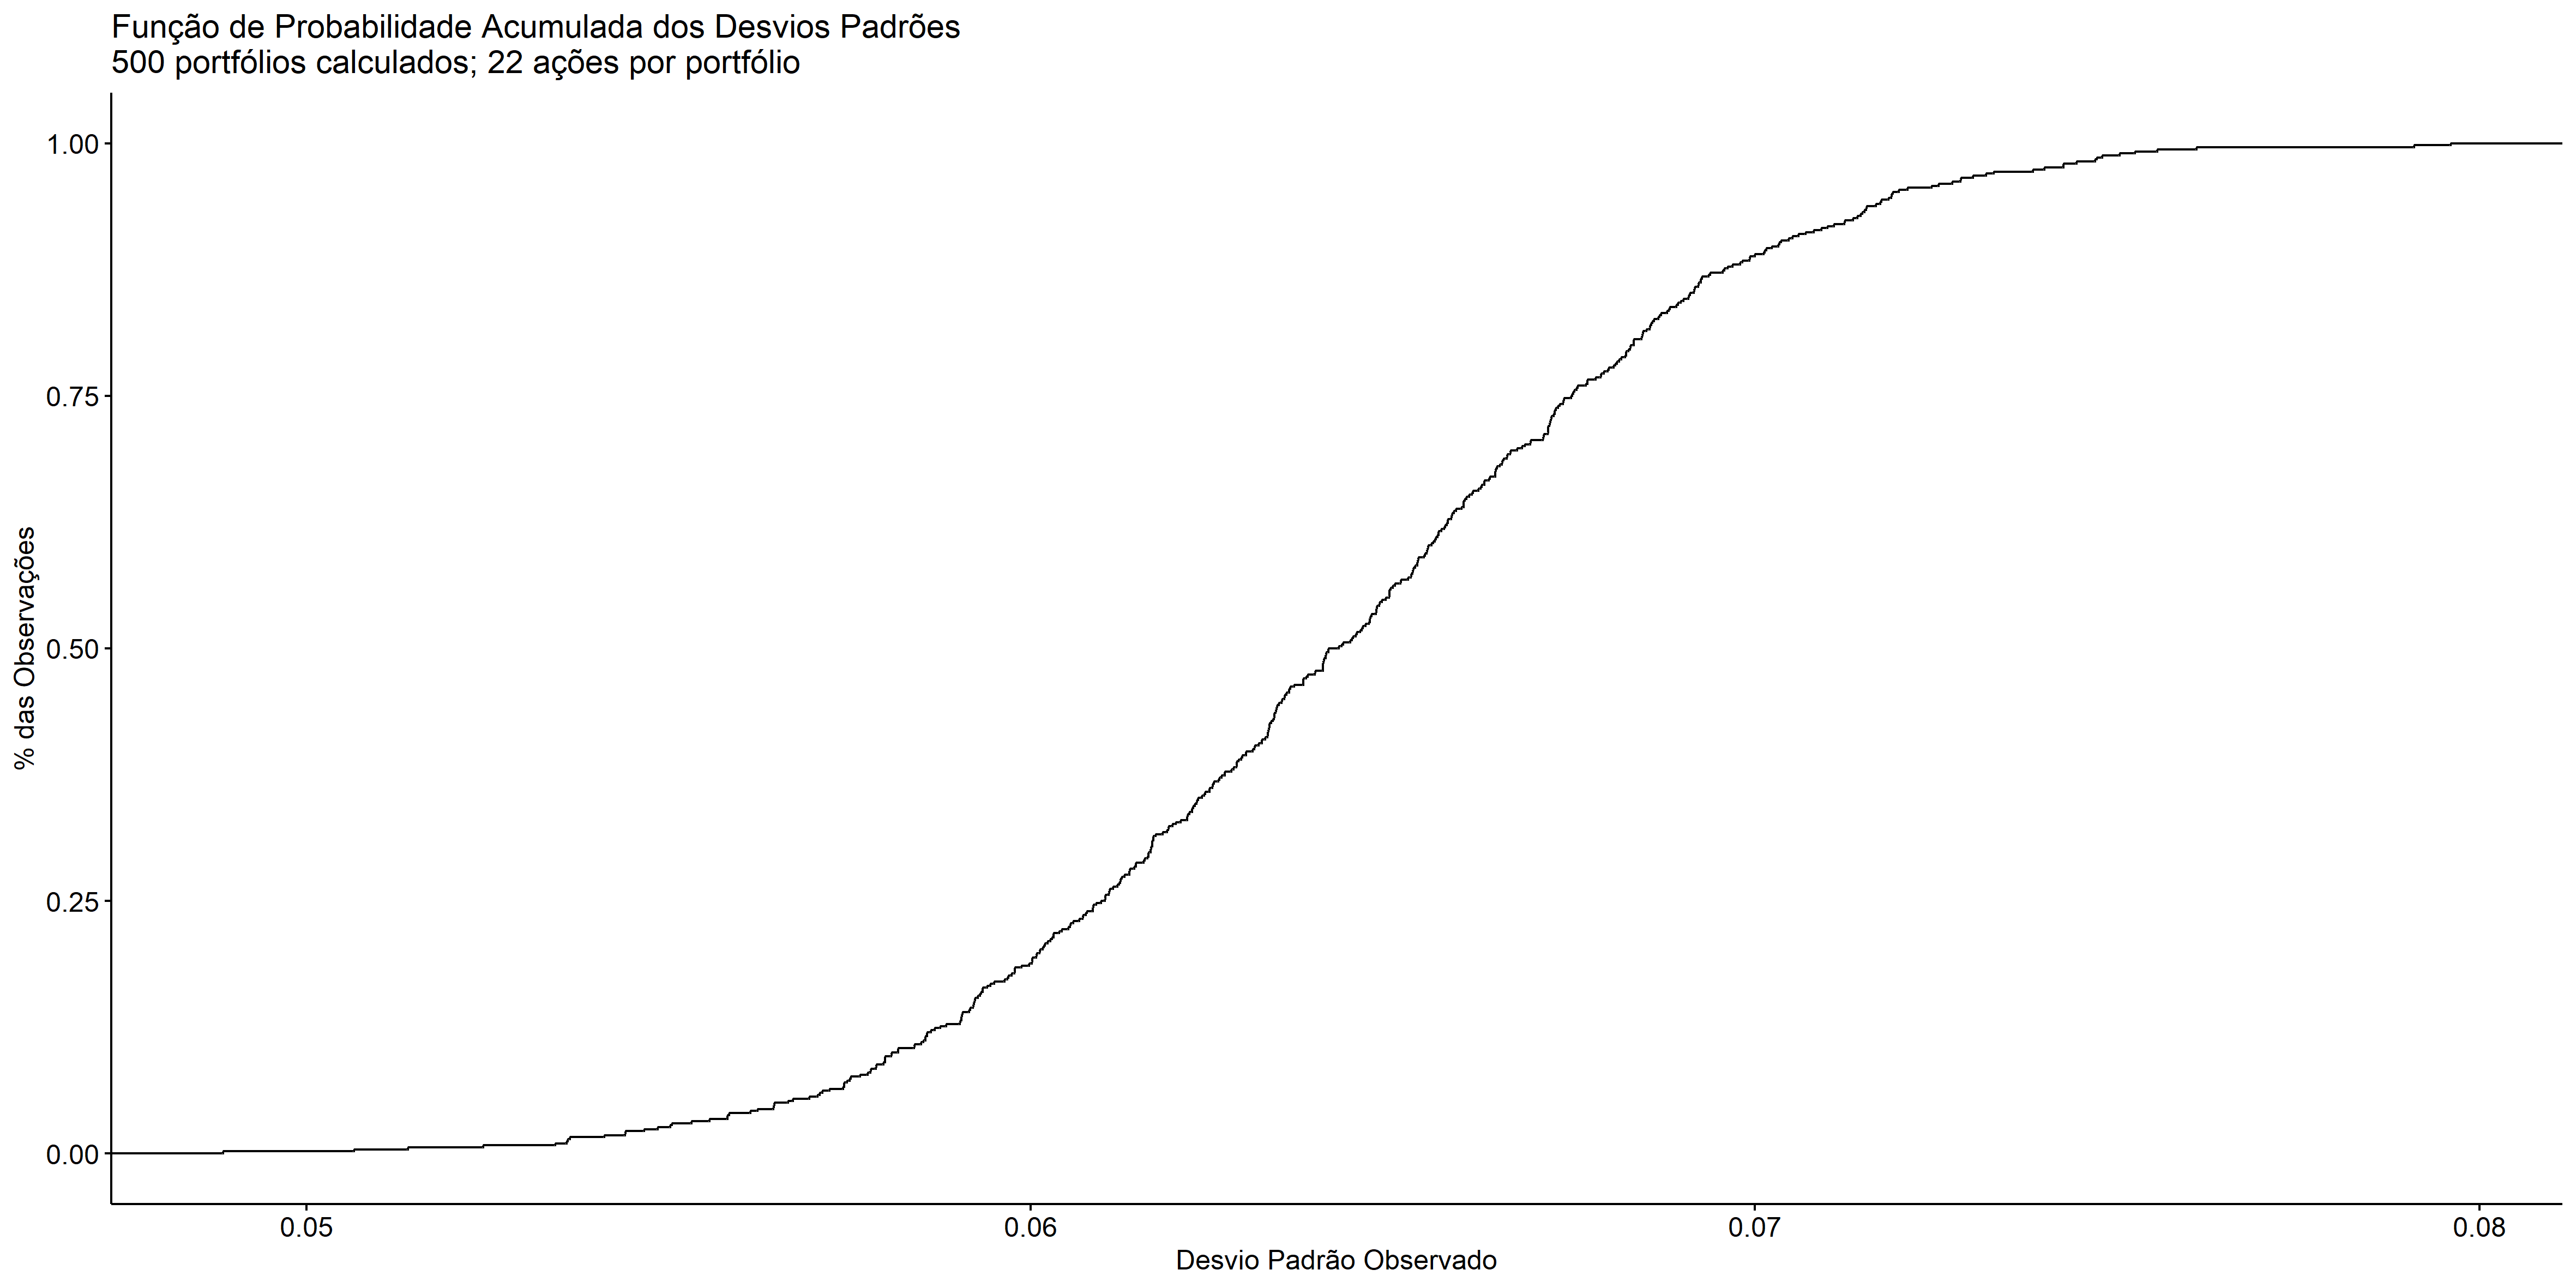 Função de Probabilidade Acumulada dos Desvios Padrões
500 portfólios calculados; 22 ações por portfólio
1.00
0.75
0.50
0.25
0.00
% das Observações
0.05
0.06
0.07
0.08
Desvio Padrão Observado